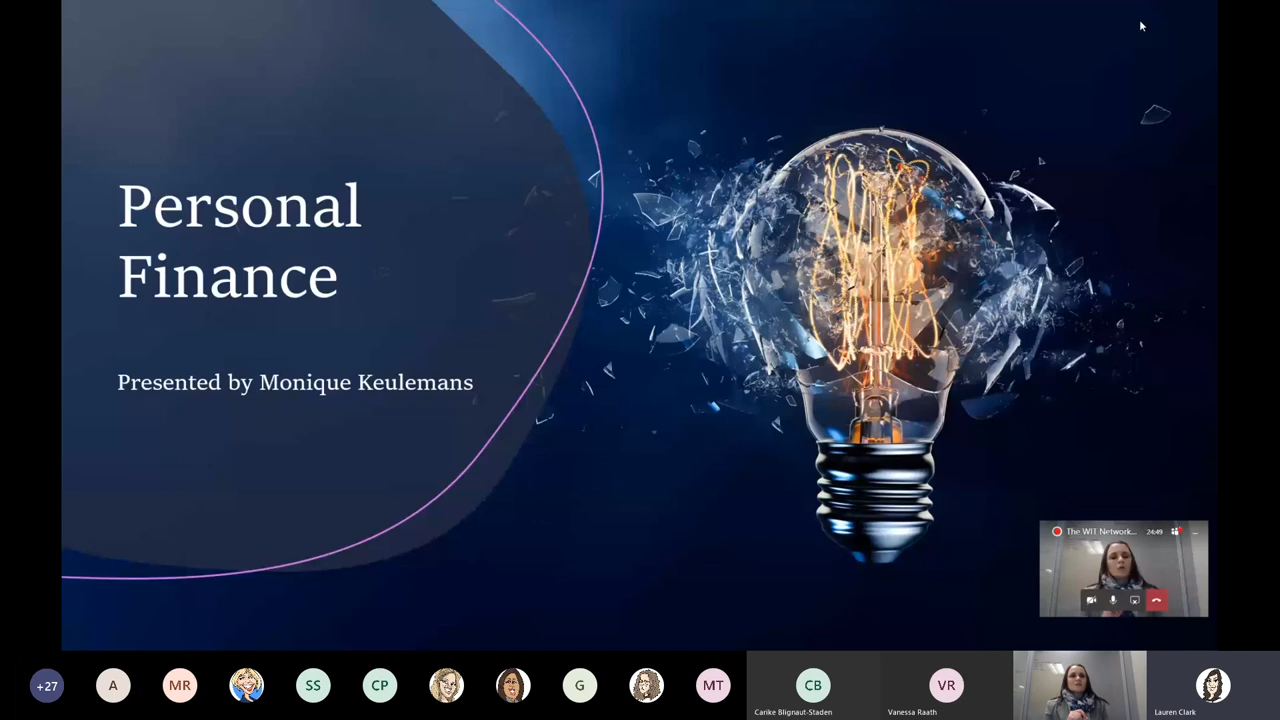 Personal
Finance
Presented by Monique Keulemans
The WIT Network...
24:49
+27
A
MR
SS
CP
G
MT
CB
Carike Blignaut-Staden
VR
Vanessa Raath
Lauren Clark